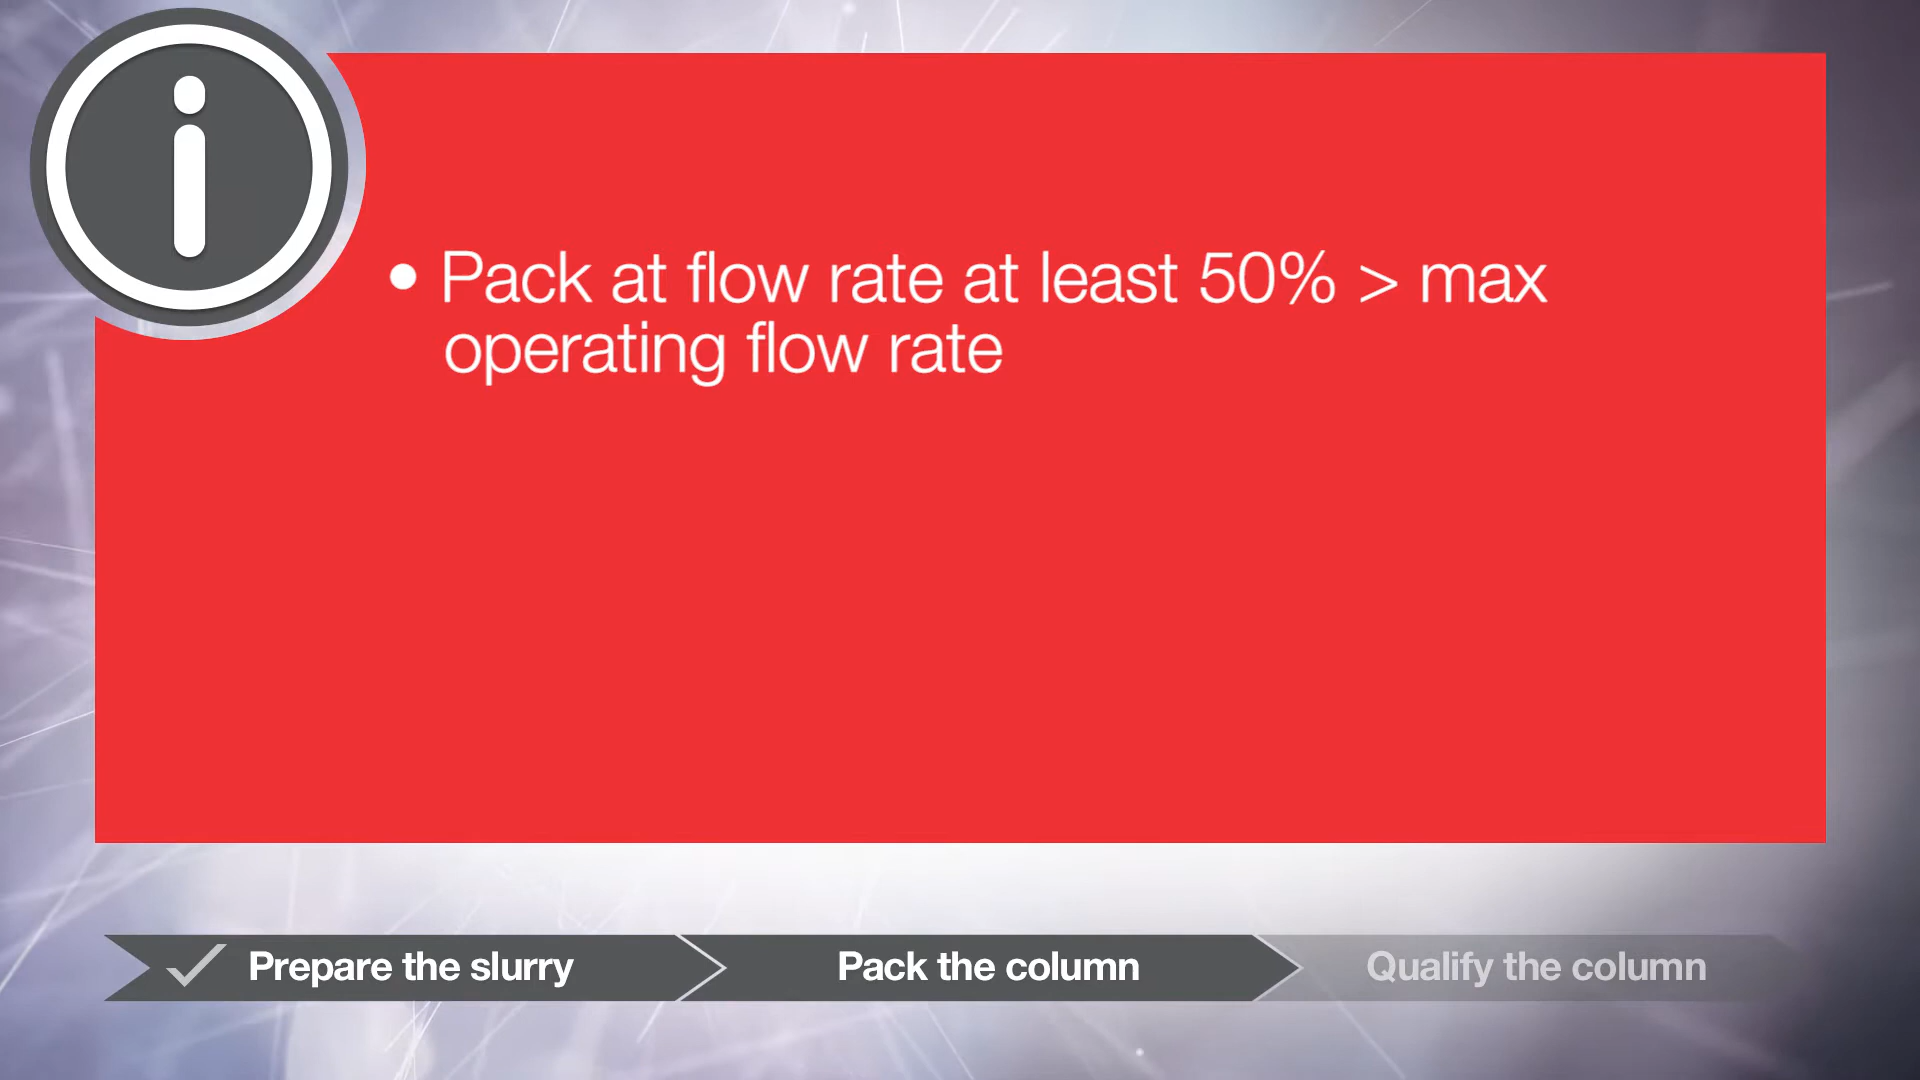 • Pack at flow rate at least 50% > max
operating flow rate
Prepare the slurry
Pack the column
Qualify the column